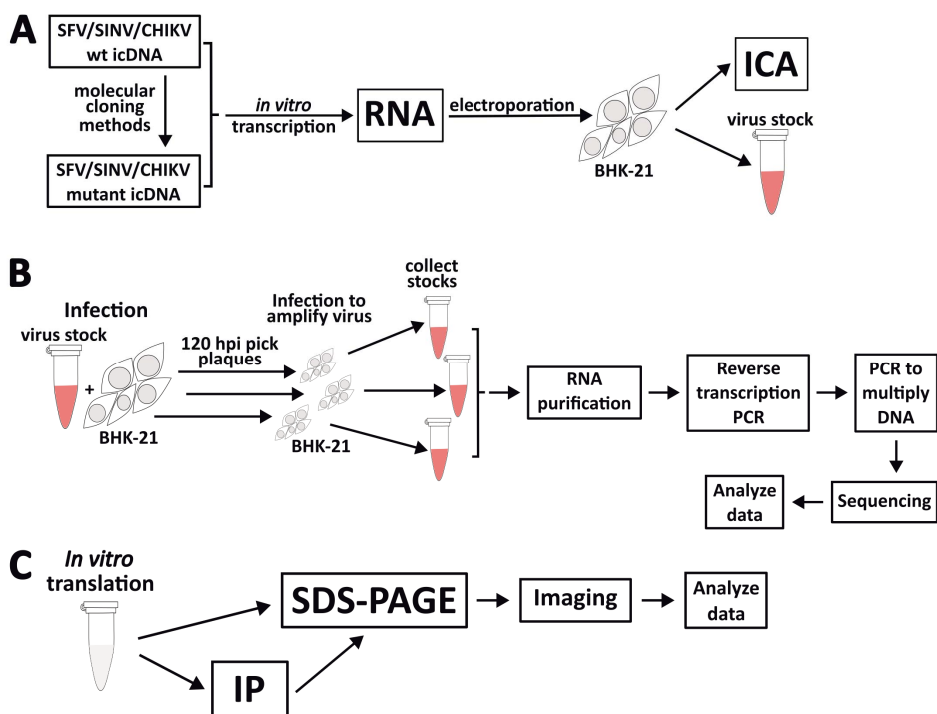 A
SFV/SINV/CHIKV
wt icDNA
molecular
cloning
methods
SFV/SINV/CHIKV
mutant icDNA
in vitro
transcription
RNA
electroporation
BHK-21
ICA
virus stock
B
Infection
virus stock
+
BHK-21
120 hpi pick
plaques
Infection to
amplify virus
BHK-21
collect
stocks
RNA
purification
Reverse
transcription
PCR
PCR to
multiply
DNA
Sequencing
Analyze
data
C
In vitro
translation
IP
SDS-PAGE
Imaging
Analyze
data